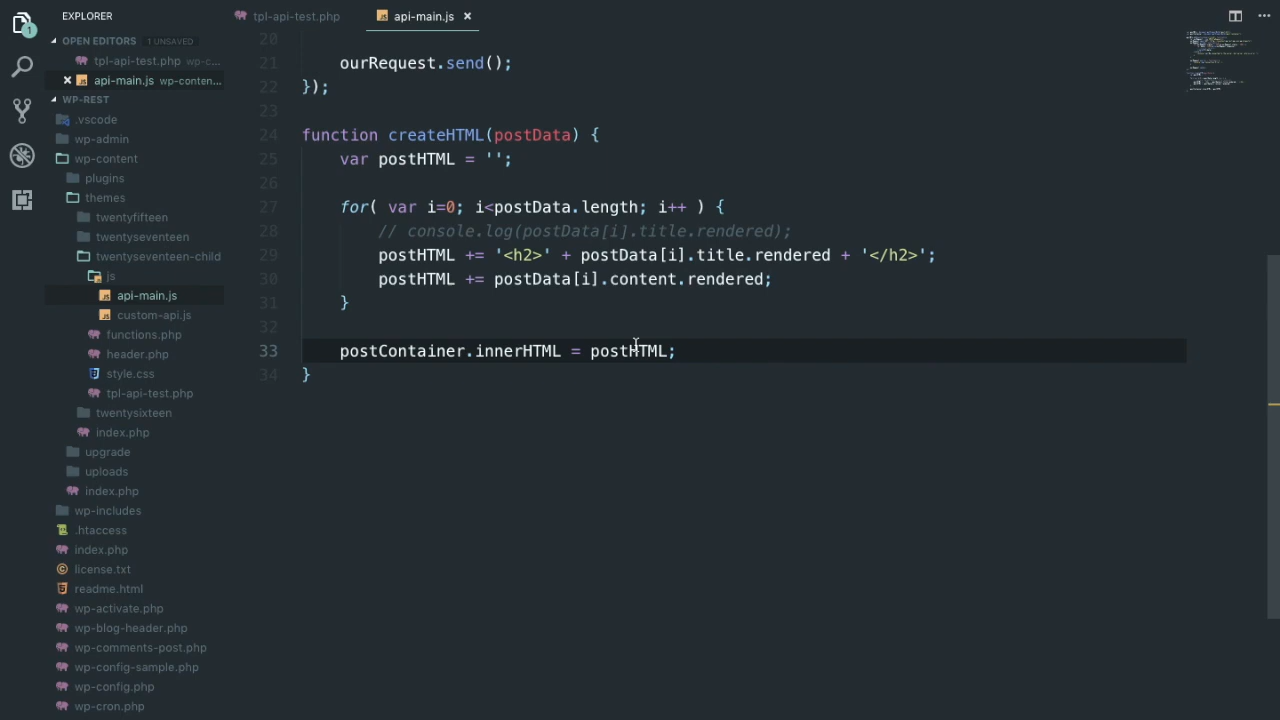 EXPLORER
OPEN EDITORS 1 UNSAVED
tpl-api-test.php wp-c...
api-main.js wp-conten...
WP-REST
.vscode
wp-admin
wp-content
plugins
themes
twentyfifteen
twentyseventeen
twentyseventeen-child
js
api-main.js
custom-api.js
functions.php
header.php
style.css
tpl-api-test.php
twentysixteen
index.php
upgrade
uploads
index.php
wp-includes
.htaccess
index.php
license.txt
readme.html
wp-activate.php
wp-blog-header.php
wp-comments-post.php
wp-config-sample.php
wp-config.php
wp-cron.php
1
tpl-api-test.php
api-main.js
20
21 ourRequest.send();
22 });
23
24 function createHTML(postData) {
25 var postHTML = '';
26
27 for( var i=0; i<postData.length; i++ ) {
28 // console.log(postData[i].title.rendered);
29 postHTML += '<h2>' + postData[i].title.rendered + '</h2>';
30 postHTML += postData[i].content.rendered;
31 }
32
33 postContainer.innerHTML = postHTML;
34 }